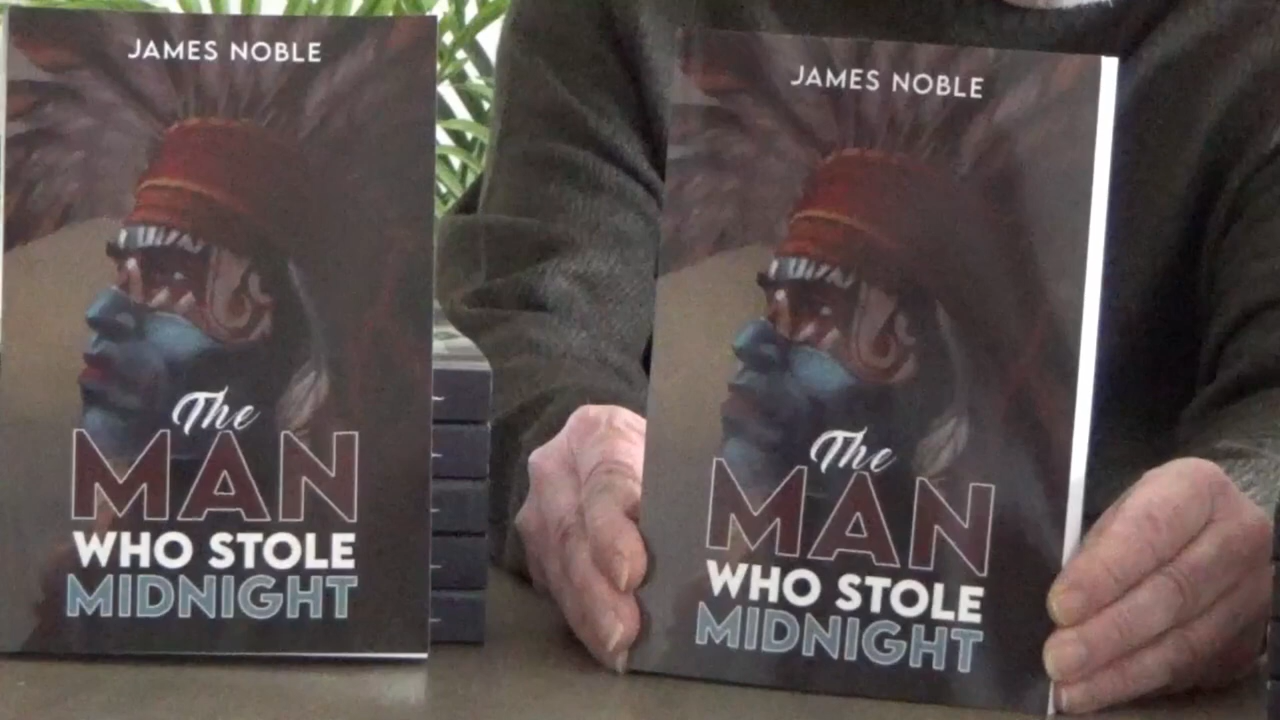 JAMES NOBLE
The
MAN
WHO STOLE
MIDNIGHT
JAMES NOBLE
The
MAN
WHO STOLE
MIDNIGHT